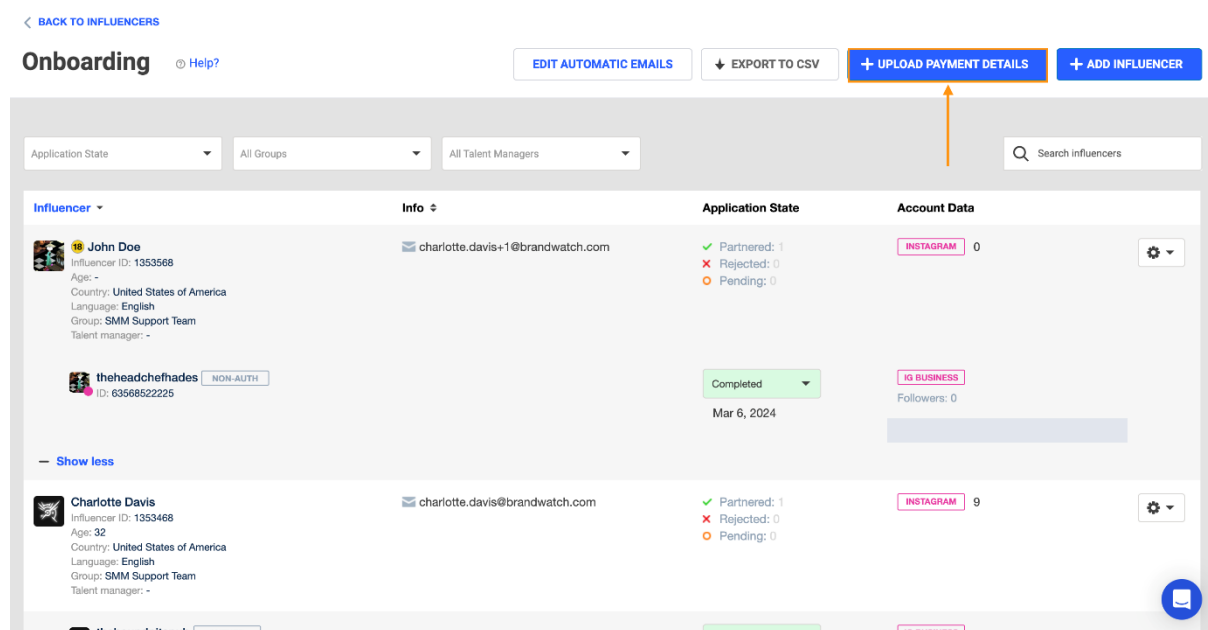 BACK TO INFLUENCERS
Onboarding
Help?
EDIT AUTOMATIC EMAILS
EXPORT TO CSV
UPLOAD PAYMENT DETAILS
ADD INFLUENCER
Application State
All Groups
All Talent Managers
Search influencers
Influencer
Info
Application State
Account Data
18 John Doe
Influencer ID: 1353568
Age: -
Country: United States of America
Language: English
Group: SMM Support Team
Talent manager: -
charlotte.davis+1@brandwatch.com
Partnered: 1
Rejected: 0
Pending: 0
INSTAGRAM 0
theheadchefhades NON-AUTH
ID: 63568522225
Completed
Mar 6, 2024
IG BUSINESS
Followers: 0
Show less
Charlotte Davis
Influencer ID: 1353468
Age: 32
Country: United States of America
Language: English
Group: SMM Support Team
Talent manager: -
charlotte.davis@brandwatch.com
Partnered: 1
Rejected: 0
Pending: 0
INSTAGRAM 9